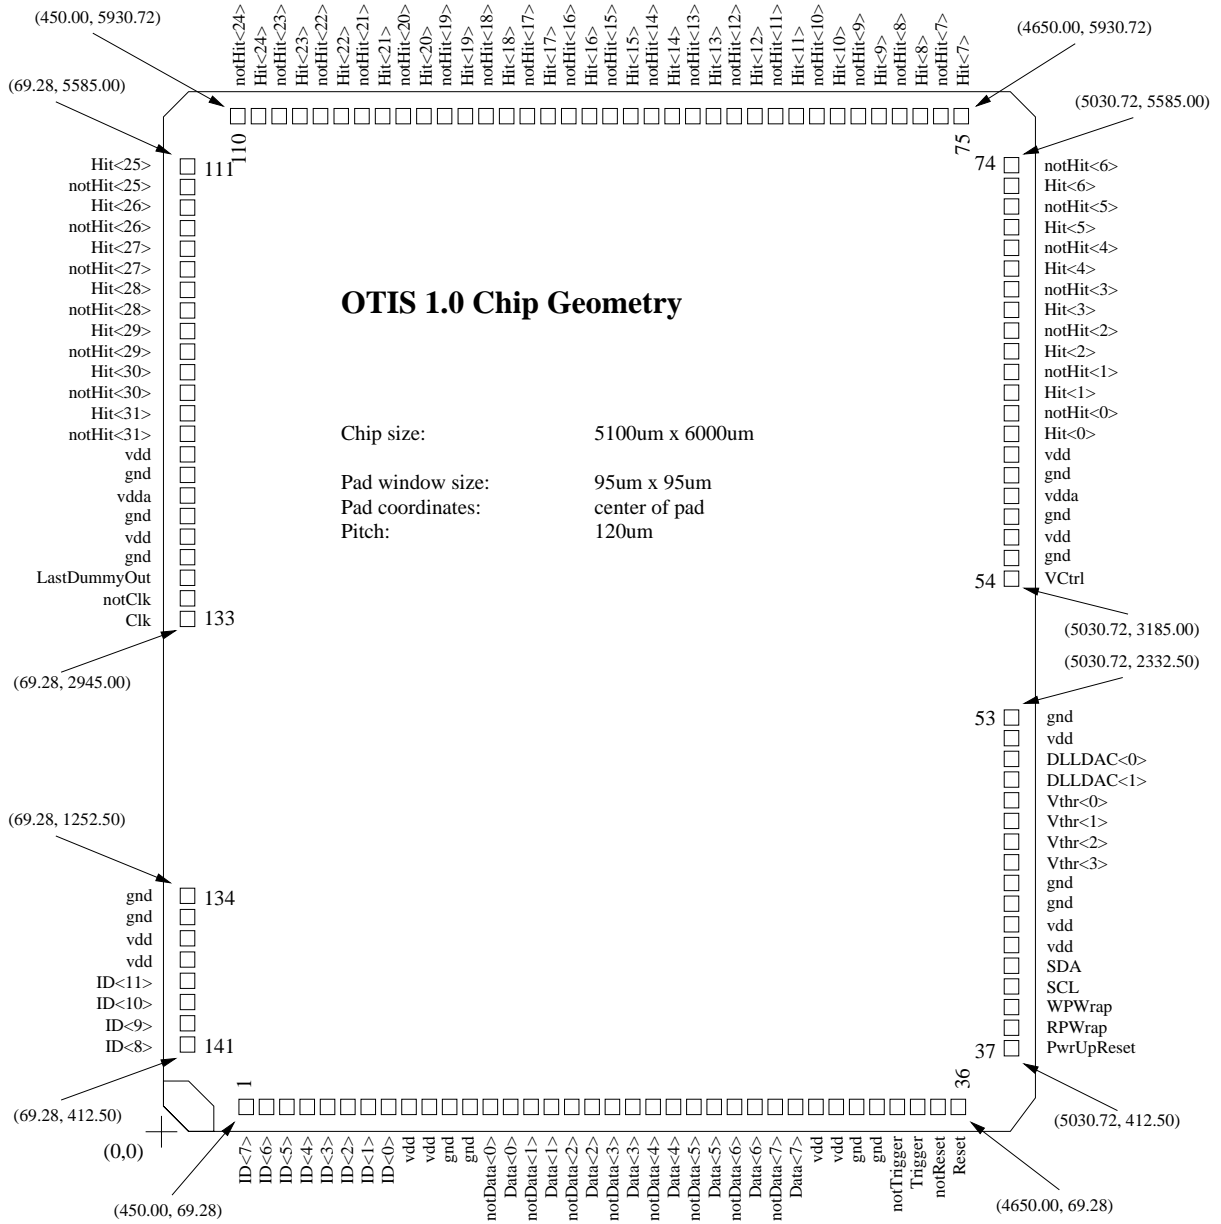 (450.00, 5930.72)
notHit<24>
Hit<24>
notHit<23>
Hit<23>
notHit<22>
Hit<22>
notHit<21>
Hit<21>
notHit<20>
Hit<20>
notHit<19>
Hit<19>
notHit<18>
Hit<18>
notHit<17>
Hit<17>
notHit<16>
Hit<16>
notHit<15>
Hit<15>
notHit<14>
Hit<14>
notHit<13>
Hit<13>
notHit<12>
Hit<12>
notHit<11>
Hit<11>
notHit<10>
Hit<10>
notHit<9>
Hit<9>
notHit<8>
Hit<8>
notHit<7>
Hit<7>
(4650.00, 5930.72)
(69.28, 5585.00)
(5030.72, 5585.00)
110
75
111
74
Hit<25>
notHit<25>
Hit<26>
notHit<26>
Hit<27>
notHit<27>
Hit<28>
notHit<28>
Hit<29>
notHit<29>
Hit<30>
notHit<30>
Hit<31>
notHit<31>
vdd
gnd
vdda
gnd
vdd
gnd
LastDummyOut
notClk
Clk
133
(69.28, 2945.00)
OTIS 1.0 Chip Geometry
Chip size: 5100um x 6000um
Pad window size: 95um x 95um
Pad coordinates: center of pad
Pitch: 120um
notHit<6>
Hit<6>
notHit<5>
Hit<5>
notHit<4>
Hit<4>
notHit<3>
Hit<3>
notHit<2>
Hit<2>
notHit<1>
Hit<1>
notHit<0>
Hit<0>
vdd
gnd
vdda
gnd
vdd
gnd
54 VCtrl
(5030.72, 3185.00)
(5030.72, 2332.50)
53 gnd
vdd
DLLDAC<0>
DLLDAC<1>
Vthr<0>
Vthr<1>
Vthr<2>
Vthr<3>
gnd
gnd
vdd
vdd
SDA
SCL
WPWrap
RPWrap
37 PwrUpReset
(5030.72, 412.50)
(69.28, 1252.50)
gnd 134
gnd
vdd
vdd
ID<11>
ID<10>
ID<9>
ID<8> 141
(69.28, 412.50)
(0,0)
1
36
ID<7>
ID<6>
ID<5>
ID<4>
ID<3>
ID<2>
ID<1>
ID<0>
vdd
vdd
gnd
gnd
notData<0>
Data<0>
notData<1>
Data<1>
notData<2>
Data<2>
notData<3>
Data<3>
notData<4>
Data<4>
notData<5>
Data<5>
notData<6>
Data<6>
notData<7>
Data<7>
vdd
vdd
gnd
gnd
notTrigger
Trigger
notReset
Reset
(450.00, 69.28)
(4650.00, 69.28)